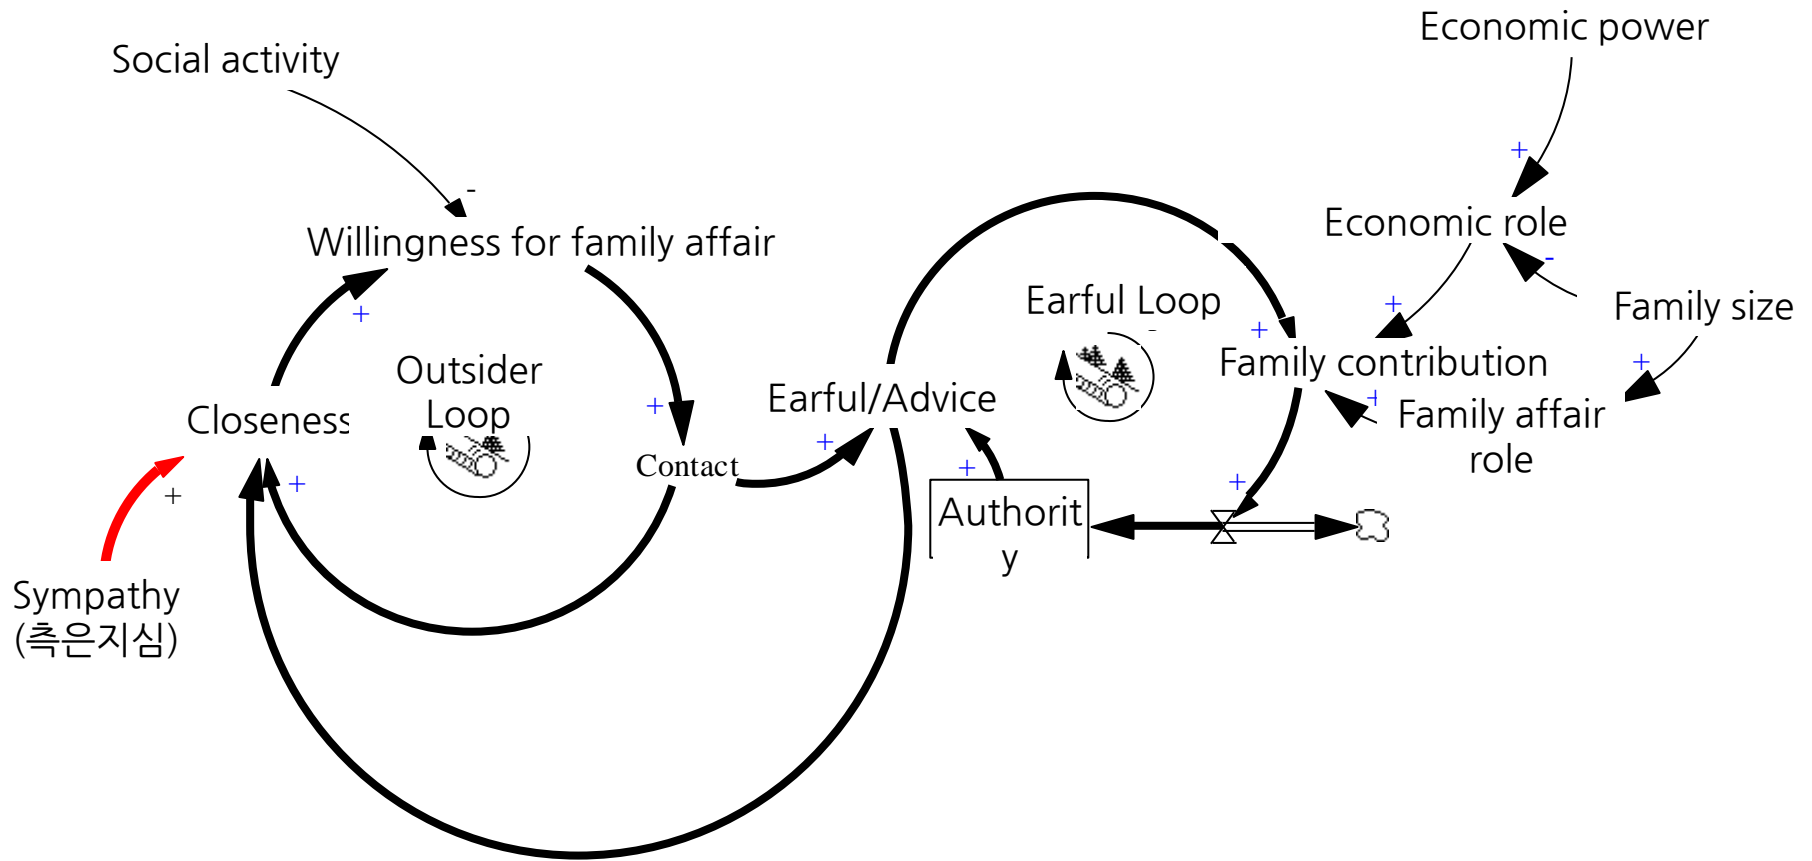 Economic power
Social activity
-
+
Economic role
Willingness for family affair
-
Earful Loop
+
Family size
+
+
+
Family contribution
Outsider
Loop
Earful/Advice
+
Family affair
role
+
Closeness
+
Contact
+
+
+
+
Authorit
y
Sympathy
(측은지심)